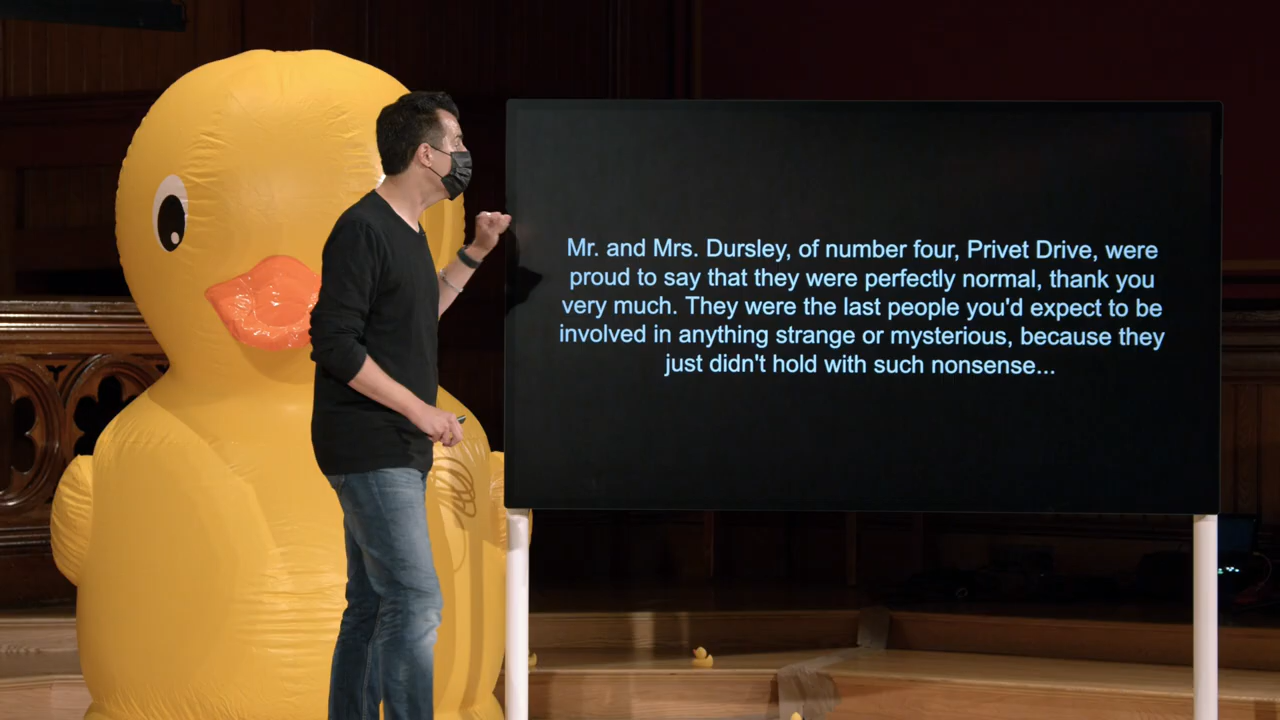 Mr. and Mrs. Dursley, of number four, Privet Drive, were
proud to say that they were perfectly normal, thank you
very much. They were the last people you'd expect to be
involved in anything strange or mysterious, because they
just didn't hold with such nonsense...